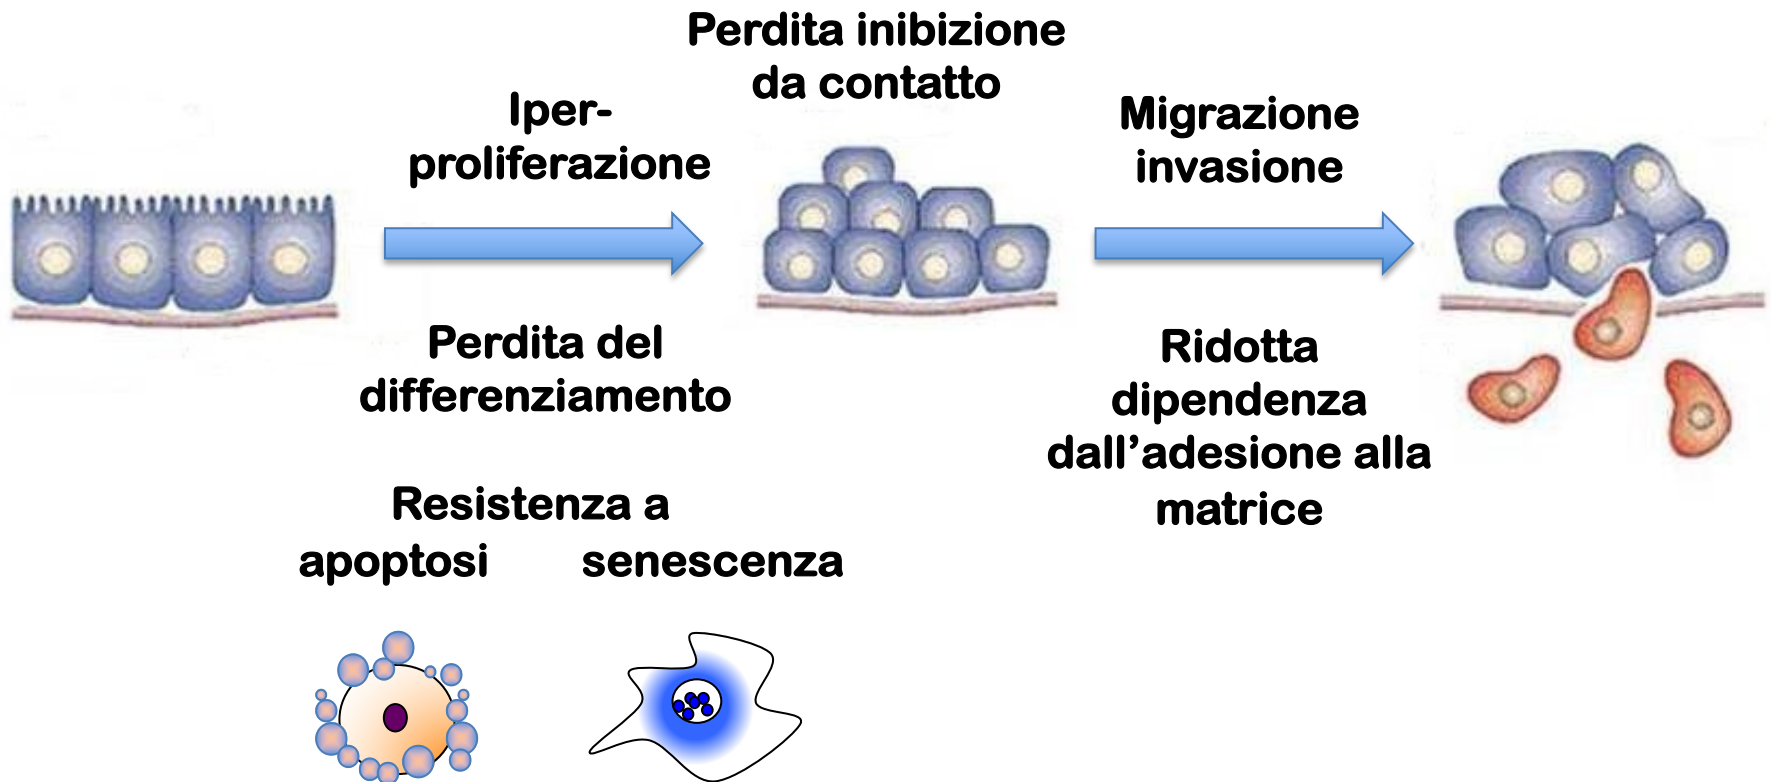 Perdita inibizione
da contatto
Iper-
proliferazione
Migrazione
invasione
Perdita del
differenziamento
Ridotta
dipendenza
dall’adesione alla
matrice
Resistenza a
apoptosi senescenza